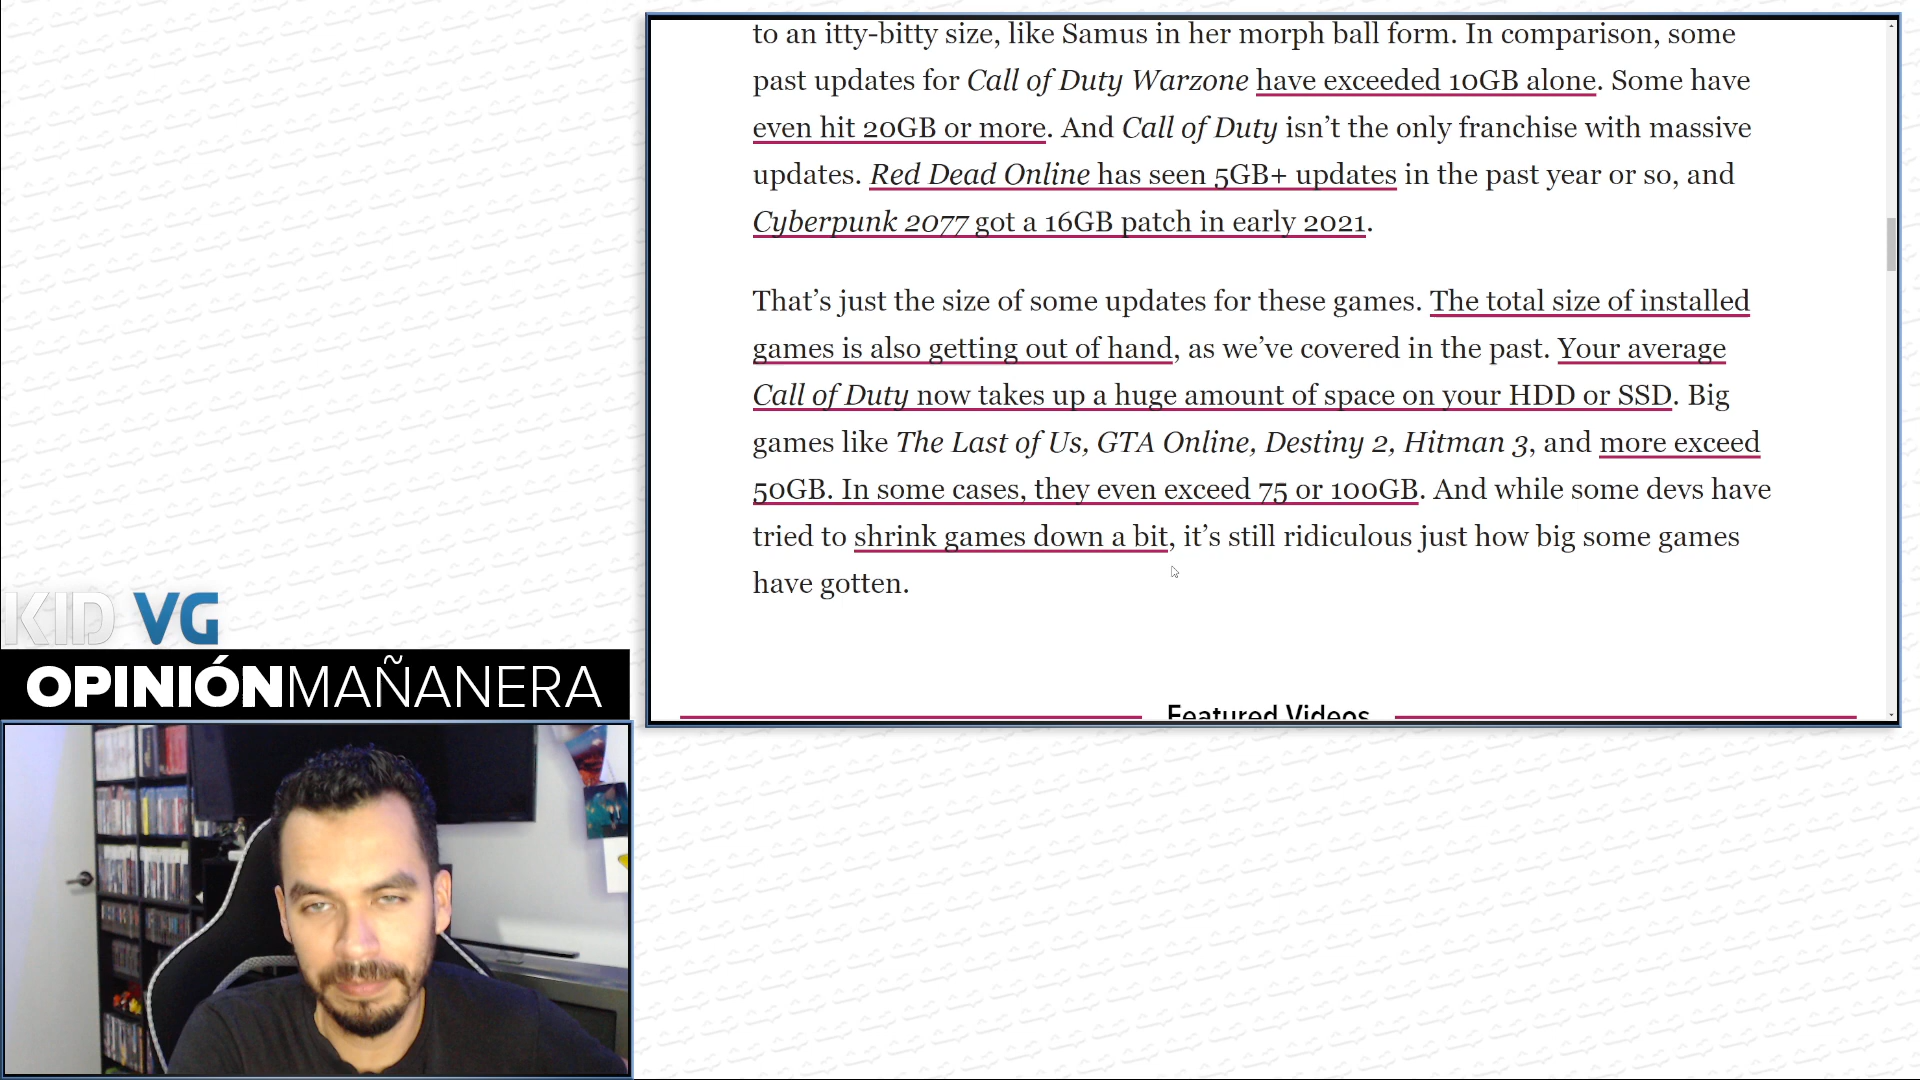 to an itty-bitty size, like Samus in her morph ball form. In comparison, some
past updates for Call of Duty Warzone have exceeded 10GB alone. Some have
even hit 20GB or more. And Call of Duty isn’t the only franchise with massive
updates. Red Dead Online has seen 5GB+ updates in the past year or so, and
Cyberpunk 2077 got a 16GB patch in early 2021.
That’s just the size of some updates for these games. The total size of installed
games is also getting out of hand, as we’ve covered in the past. Your average
Call of Duty now takes up a huge amount of space on your HDD or SSD. Big
games like The Last of Us, GTA Online, Destiny 2, Hitman 3, and more exceed
50GB. In some cases, they even exceed 75 or 100GB. And while some devs have
tried to shrink games down a bit, it’s still ridiculous just how big some games
have gotten.
Featured Videos
KID VG
OPINIÓNMAÑANERA